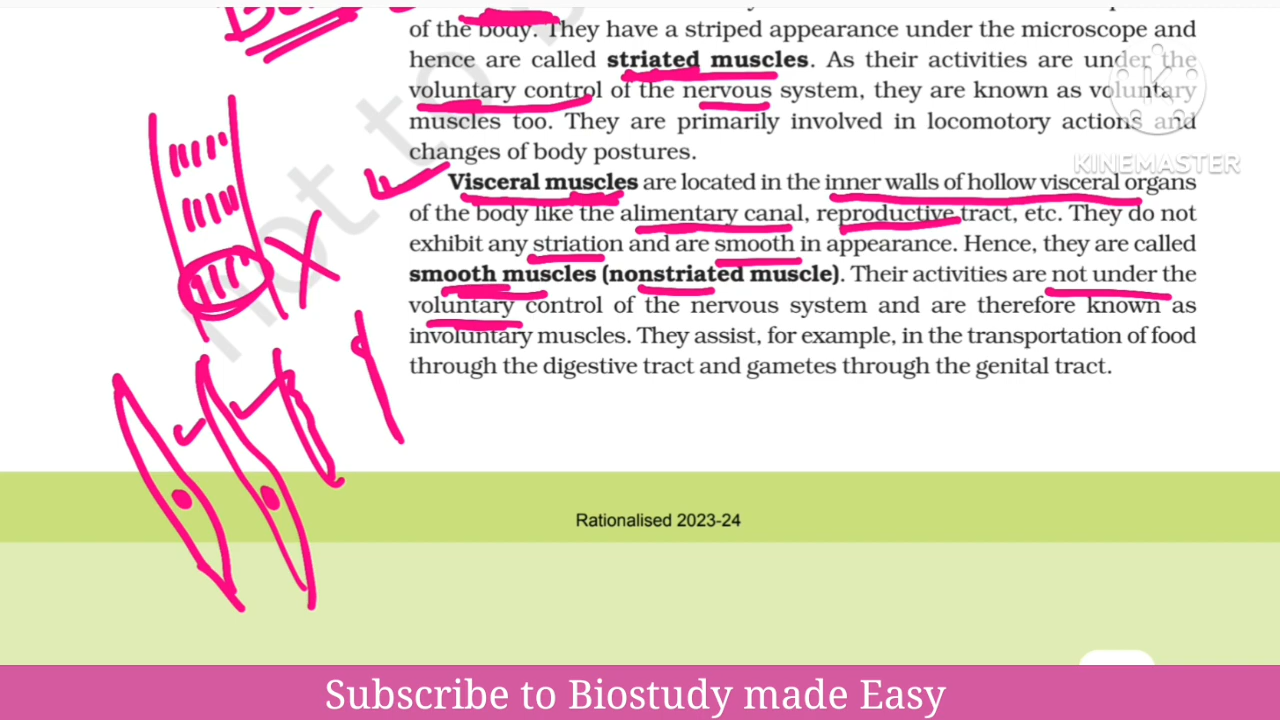 of the body. They have a striped appearance under the microscope and
hence are called striated muscles. As their activities are under the
voluntary control of the nervous system, they are known as voluntary
muscles too. They are primarily involved in locomotory actions and
changes of body postures.
Visceral muscles are located in the inner walls of hollow visceral organs
of the body like the alimentary canal, reproductive tract, etc. They do not
exhibit any striation and are smooth in appearance. Hence, they are called
smooth muscles (nonstriated muscle). Their activities are not under the
voluntary control of the nervous system and are therefore known as
involuntary muscles. They assist, for example, in the transportation of food
through the digestive tract and gametes through the genital tract.
not to
K
KINEMASTER
Rationalised 2023-24
Subscribe to Biostudy made Easy